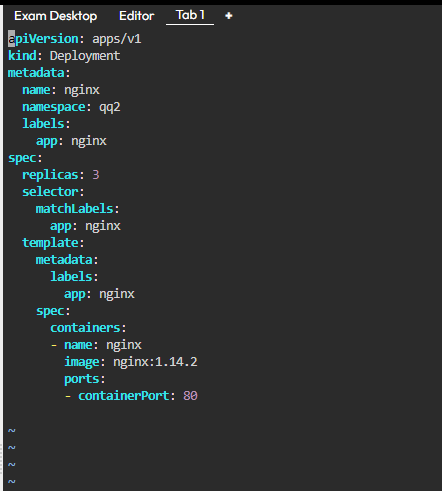 Exam Desktop Editor Tab 1 +
apiVersion: apps/v1
kind: Deployment
metadata:
  name: nginx
  namespace: qq2
  labels:
    app: nginx
spec:
  replicas: 3
  selector:
    matchLabels:
      app: nginx
  template:
    metadata:
      labels:
        app: nginx
    spec:
      containers:
      - name: nginx
        image: nginx:1.14.2
        ports:
        - containerPort: 80
~
~
~
~